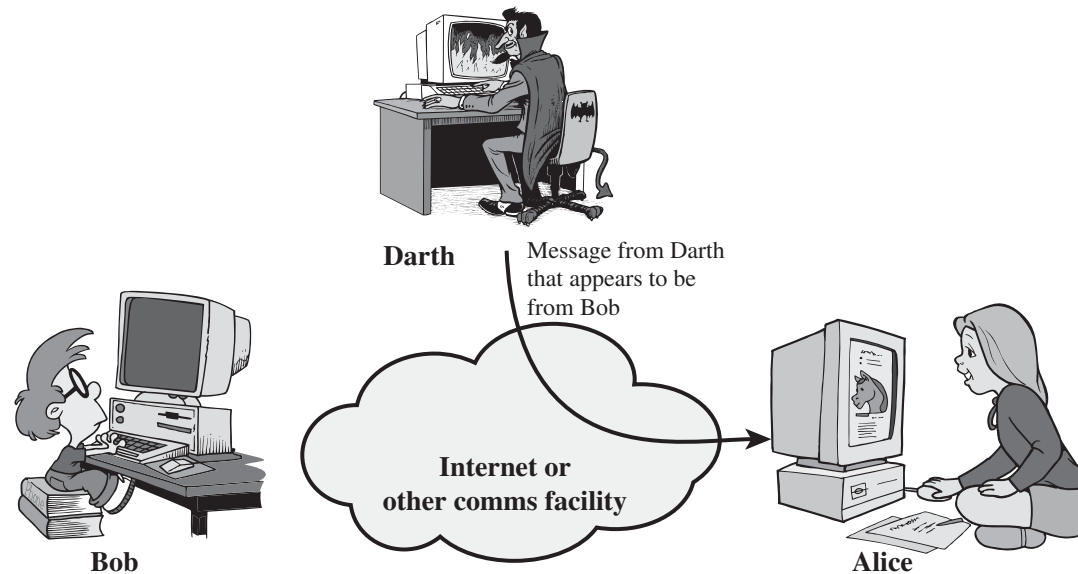 Darth
Message from Darth
that appears to be
from Bob
Internet or
other comms facility
Bob
Alice